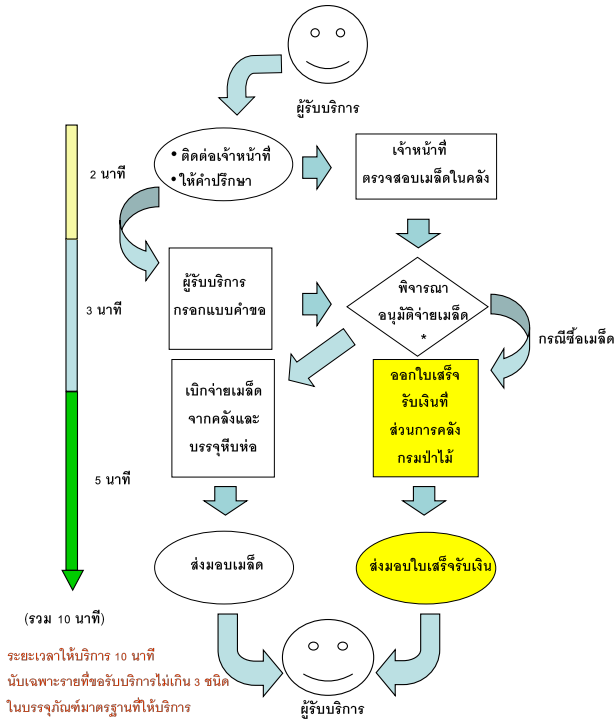 ผู้รับบริการ
• ติดต่อเจ้าหน้าที่
• ให้คำปรึกษา
เจ้าหน้าที่
ตรวจสอบเมล็ดในคลัง
2 นาที
ผู้รับบริการ
กรอกแบบคำขอ
พิจารณา
อนุมัติจ่ายเมล็ด
*
3 นาที
กรณีซื้อเมล็ด
เบิกจ่ายเมล็ด
จากคลังและ
บรรจุหีบห่อ
ออกใบเสร็จ
รับเงินที่
ส่วนการคลัง
กรมป่าไม้
5 นาที
ส่งมอบเมล็ด
ส่งมอบใบเสร็จรับเงิน
(รวม 10 นาที)
ระยะเวลาให้บริการ 10 นาที
นับเฉพาะรายที่ขอรับบริการไม่เกิน 3 ชนิด
ในบรรจุภัณฑ์มาตรฐานที่ให้บริการ
ผู้รับบริการ